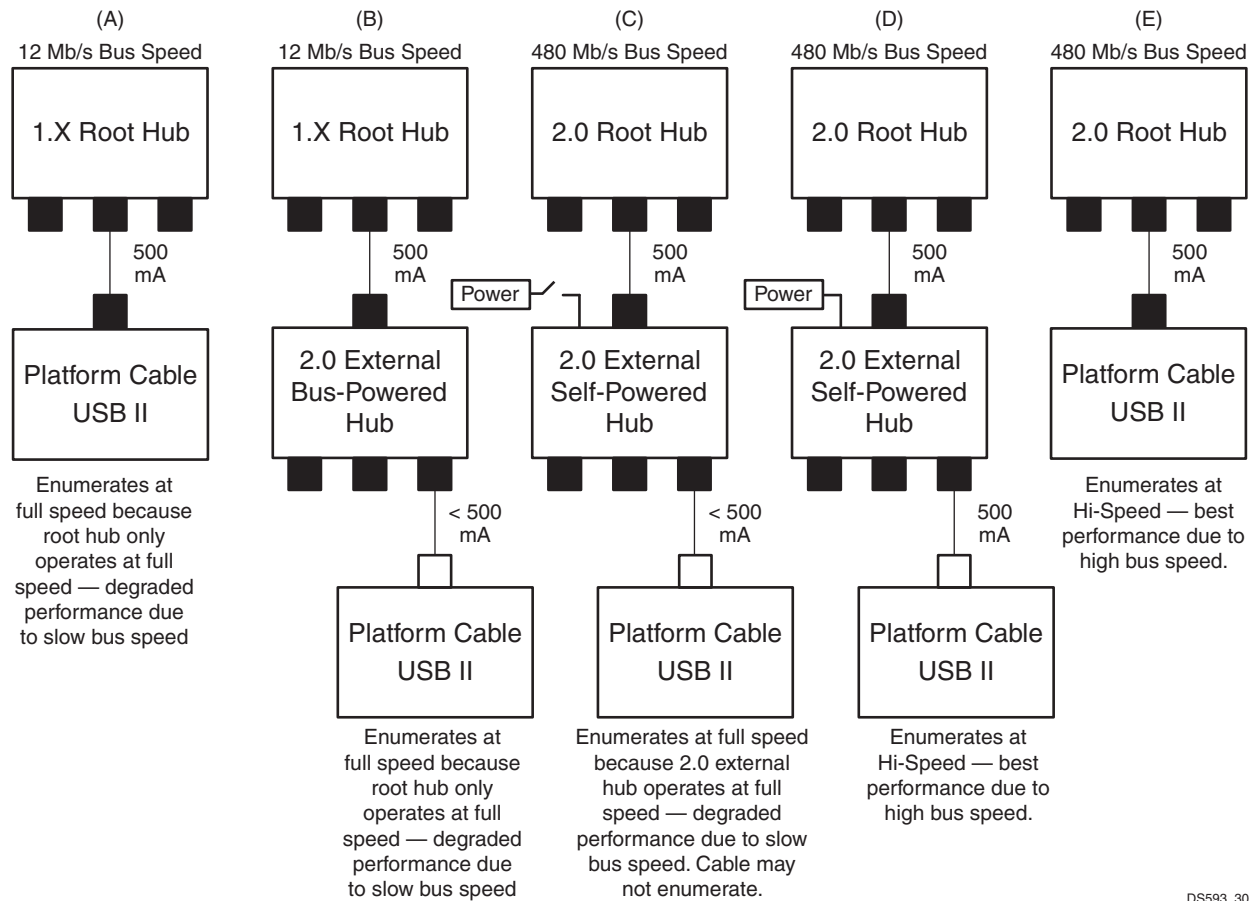 (A)
12 Mb/s Bus Speed
1.X Root Hub
500
mA
Platform Cable
USB II
Enumerates at
full speed because
root hub only
operates at full
speed — degraded
performance due
to slow bus speed
(B)
12 Mb/s Bus Speed
1.X Root Hub
500
mA
2.0 External
Bus-Powered
Hub
< 500
mA
Platform Cable
USB II
Enumerates at
full speed because
root hub only
operates at full
speed — degraded
performance due
to slow bus speed
(C)
480 Mb/s Bus Speed
2.0 Root Hub
500
mA
Power
2.0 External
Self-Powered
Hub
< 500
mA
Platform Cable
USB II
Enumerates at full speed
because 2.0 external
hub operates at full
speed — degraded
performance due to slow
bus speed. Cable may
not enumerate.
(D)
480 Mb/s Bus Speed
2.0 Root Hub
500
mA
Power
2.0 External
Self-Powered
Hub
500
mA
Platform Cable
USB II
Enumerates at
Hi-Speed — best
performance due to
high bus speed.
(E)
480 Mb/s Bus Speed
2.0 Root Hub
500
mA
Platform Cable
USB II
Enumerates at
Hi-Speed — best
performance due to
high bus speed.